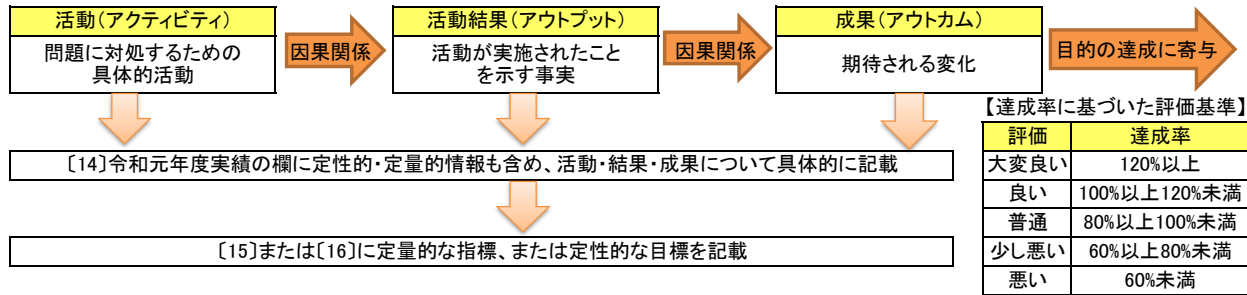 活動(アクティビティ)
問題に対処するための
具体的活動
因果関係
活動結果(アウトプット)
活動が実施されたこと
を示す事実
因果関係
成果(アウトカム)
期待される変化
目的の達成に寄与
〔14〕令和元年度実績の欄に定性的・定量的情報も含め、活動・結果・成果について具体的に記載
〔15〕または〔16〕に定量的な指標、または定性的な目標を記載
【達成率に基づいた評価基準】
評価 達成率
大変良い 120%以上
良い 100%以上120%未満
普通 80%以上100%未満
少し悪い 60%以上80%未満
悪い 60%未満